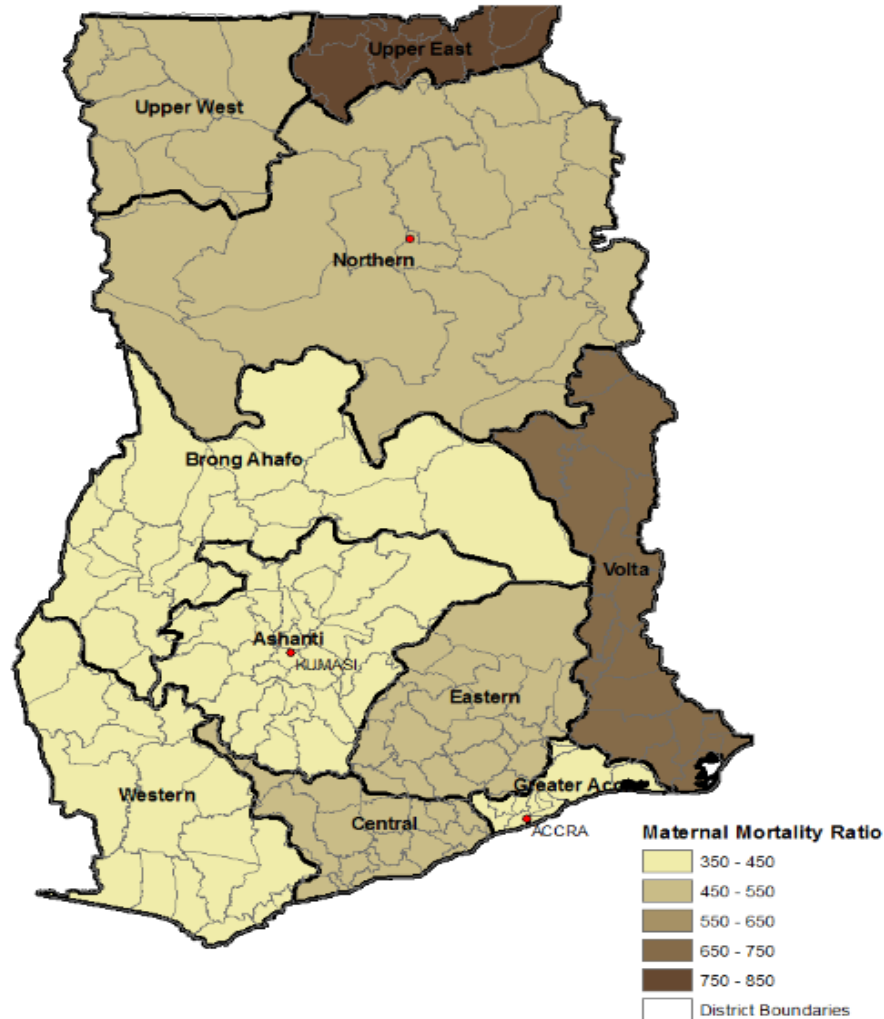 Upper East
Upper West
Northern
Brong Ahafo
Volta
Ashanti
KUMASI
Eastern
Greater Accra
Western
Central
ACCRA
Maternal Mortality Ratio
350 - 450
450 - 550
550 - 650
650 - 750
750 - 850
District Boundaries